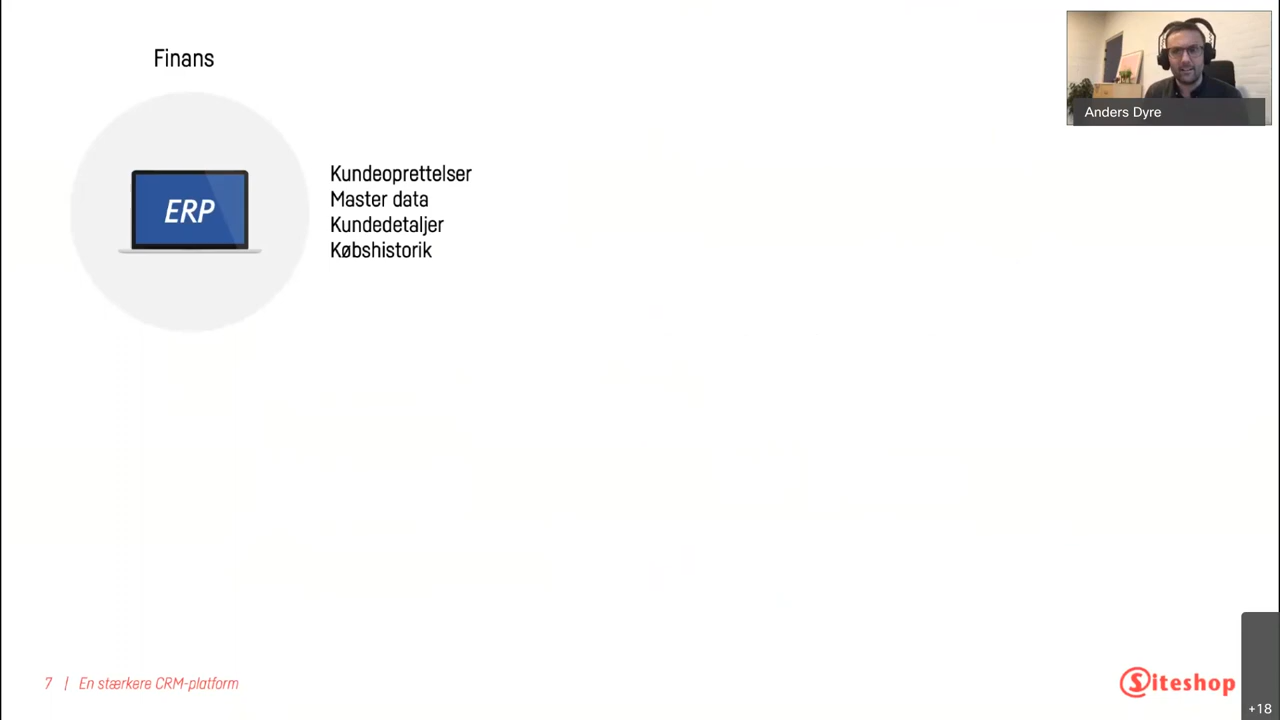 Finans
Anders Dyre
ERP
Kundeoprettelser
Master data
Kundedetaljer
Købshistorik
7 | En stærkere CRM-platform
Siteshop
+18